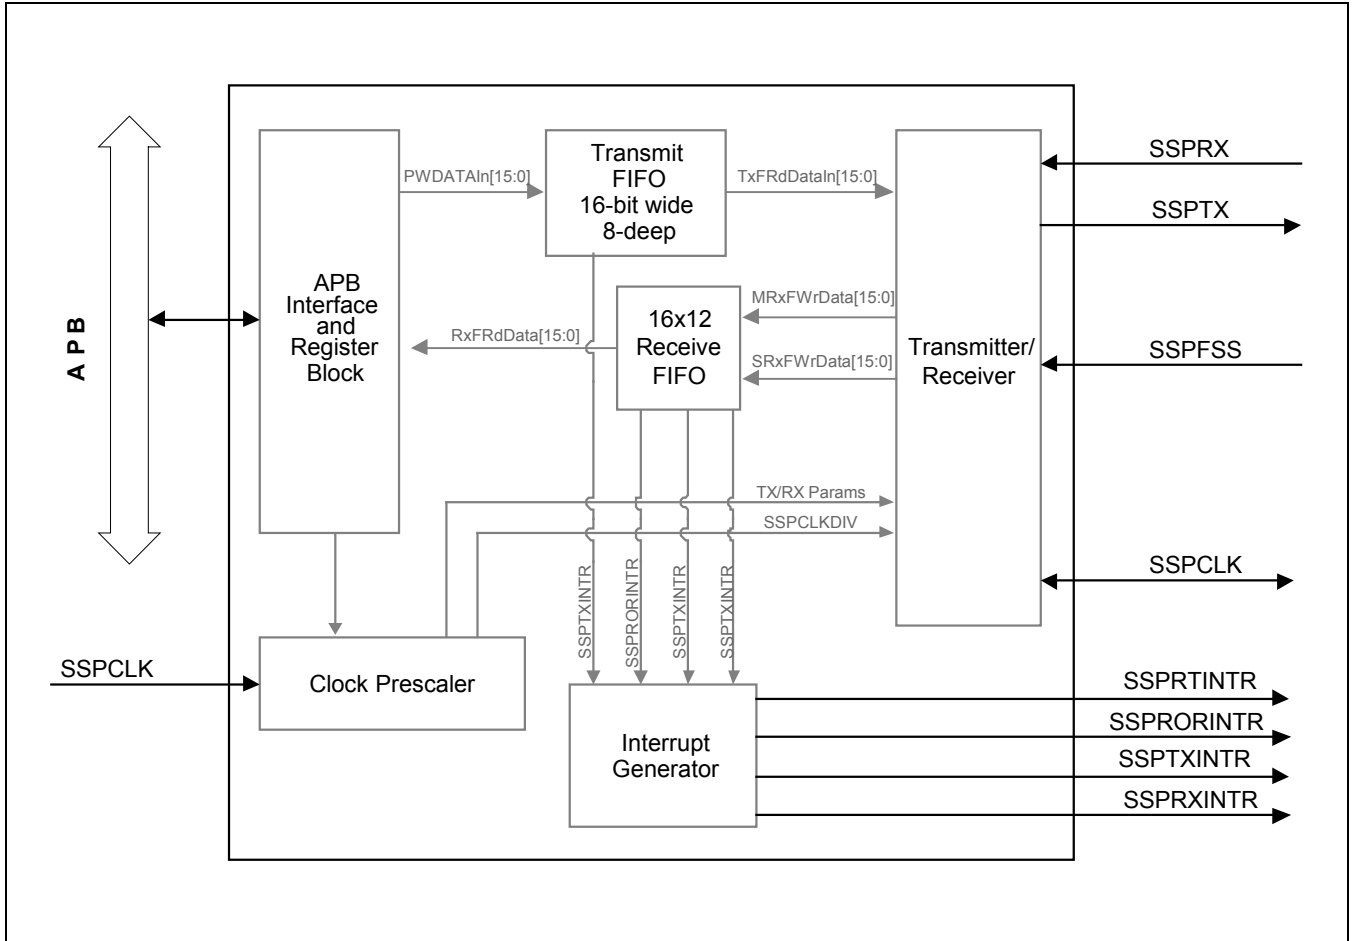 APB
APB
Interface
and
Register
Block
PWDATAIn[15:0]
Transmit
FIFO
16-bit wide
8-deep
TxFRdDataIn[15:0]
RxFRdData[15:0]
16x12
Receive
FIFO
MRxFWrData[15:0]
SRxFWrData[15:0]
Transmitter/
Receiver
SSPRX
SSPTX
SSPFSS
SSPCLK
TX/RX Params
SSPCLKDIV
SSPTXINTR
SSPRORINTR
SSPTXINTR
SSPTXINTR
SSPCLK
Clock Prescaler
Interrupt
Generator
SSPRTINTR
SSPRORINTR
SSPTXINTR
SSPRXINTR